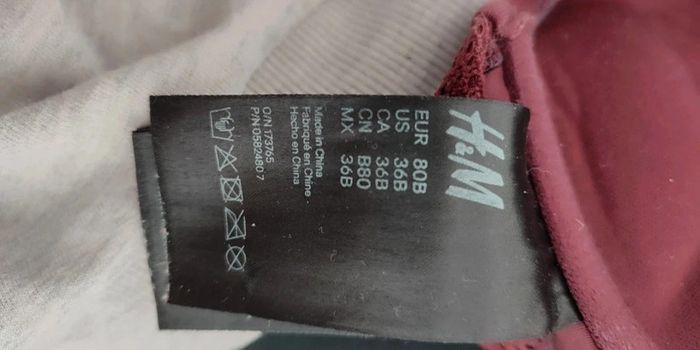 H&M
EUR 80B
US 36B
CA 36B
CN B80
MX 36B
Made in China
Fabriqué en Chine
Hecho en China
O/N 173765
P/N 0582480 7